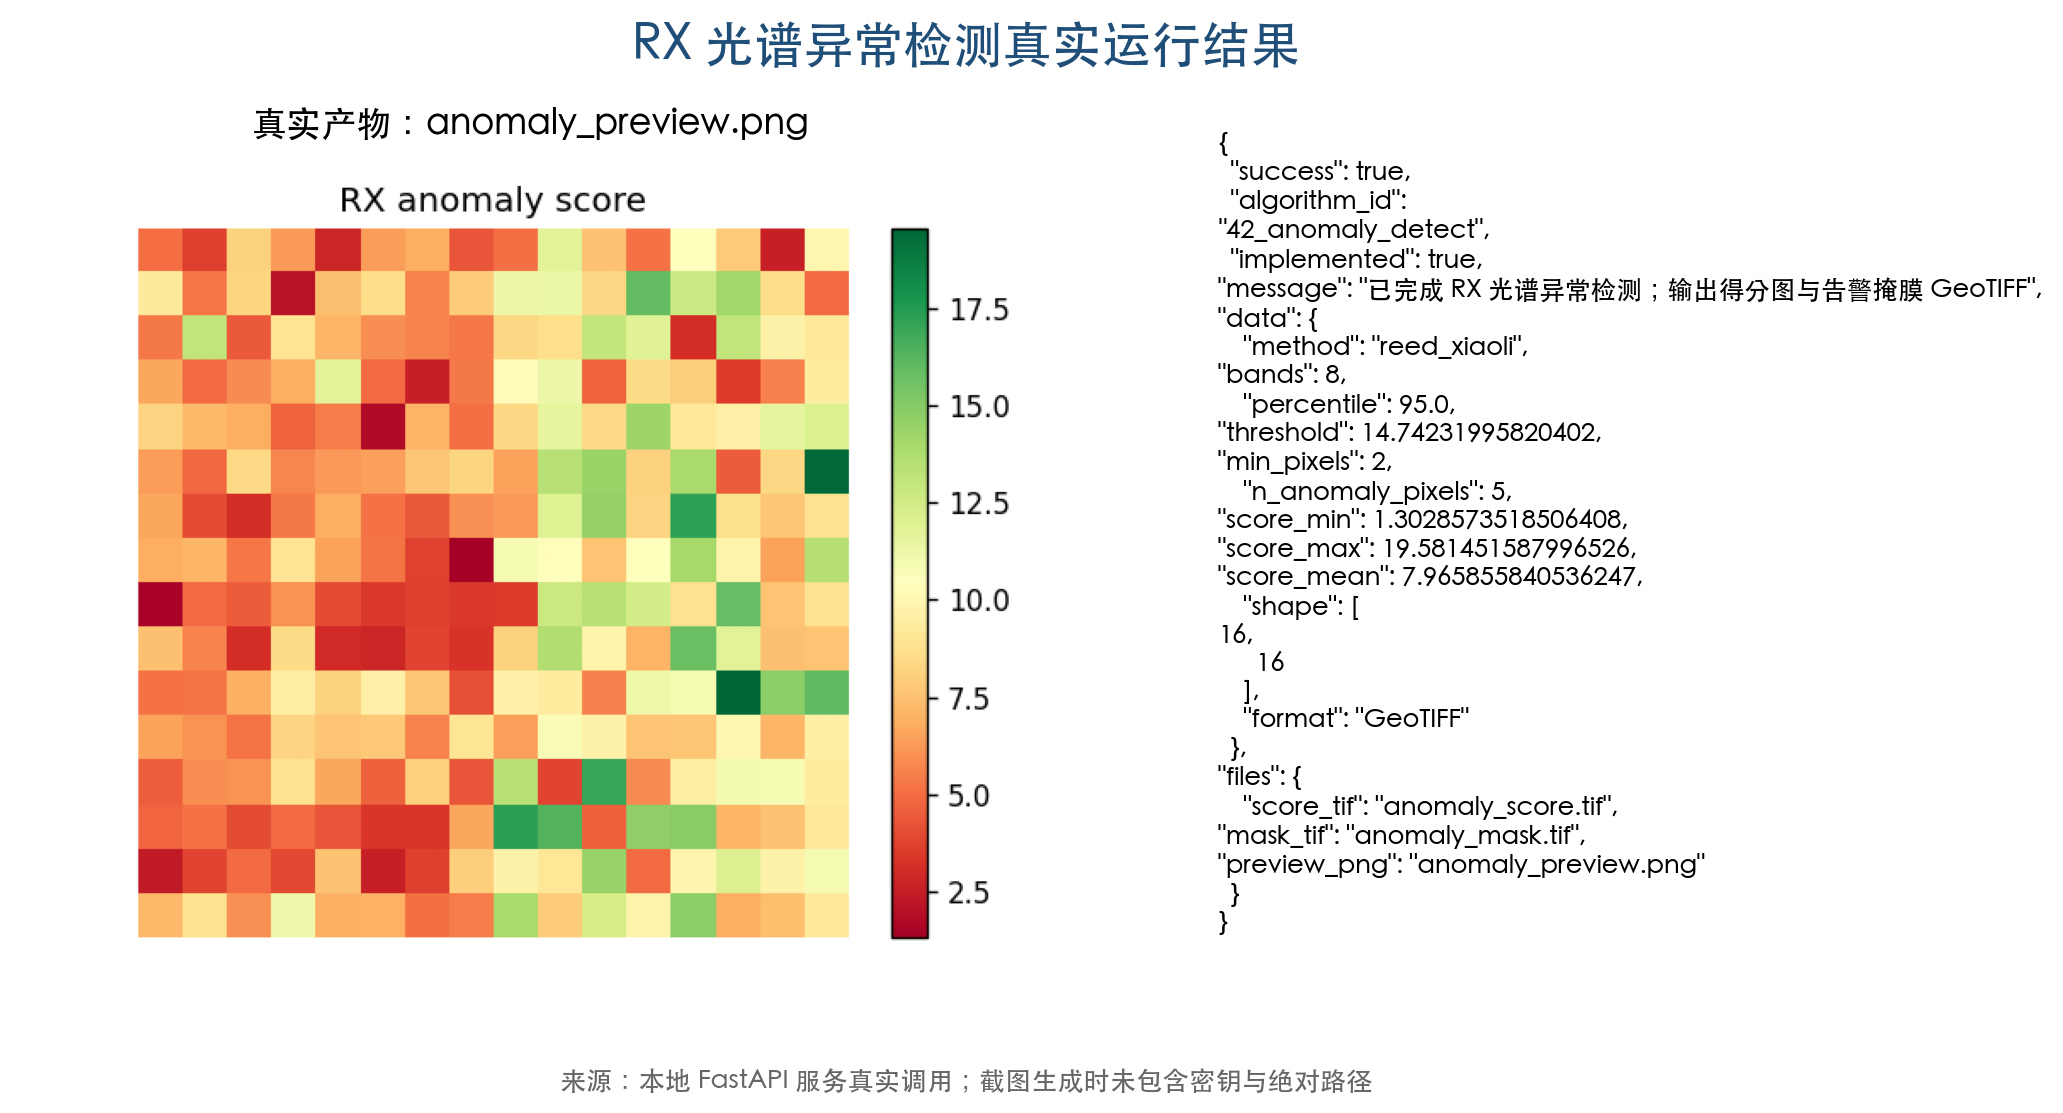 RX 光谱异常检测真实运行结果
真实产物：anomaly_preview.png
RX anomaly score
17.5
15.0
12.5
10.0
7.5
5.0
2.5
{
"success": true,
"algorithm_id":
"42_anomaly_detect",
"implemented": true,
"message": "已完成 RX 光谱异常检测；输出得分图与告警掩膜 GeoTIFF",
"data": {
"method": "reed_xiaoli",
"bands": 8,
"percentile": 95.0,
"threshold": 14.74231995820402,
"min_pixels": 2,
"n_anomaly_pixels": 5,
"score_min": 1.3028573518506408,
"score_max": 19.581451587996526,
"score_mean": 7.965855840536247,
"shape": [
16,
16
],
"format": "GeoTIFF"
},
"files": {
"score_tif": "anomaly_score.tif",
"mask_tif": "anomaly_mask.tif",
"preview_png": "anomaly_preview.png"
}
}
来源：本地 FastAPI 服务真实调用；截图生成时未包含密钥与绝对路径